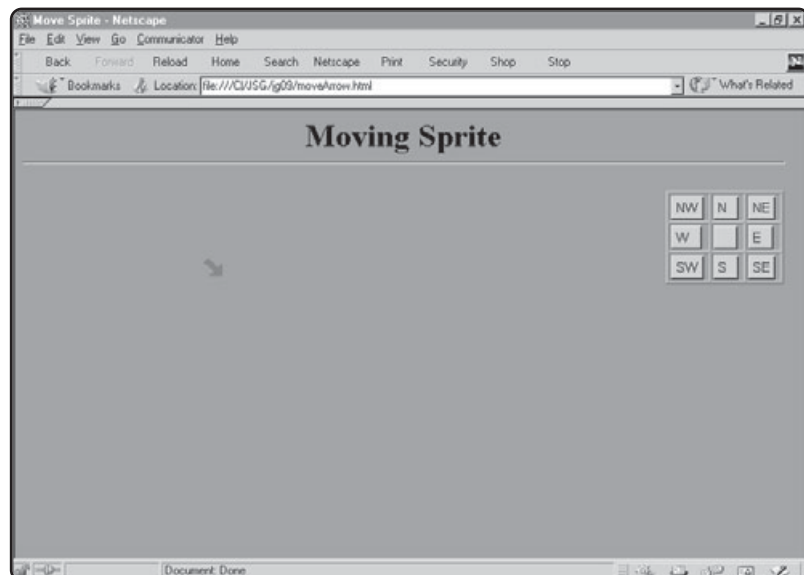 Move Sprite - Netscape
File Edit View Go Communicator Help
Back Forward Reload Home Search Netscape Print Security Shop Stop
Bookmarks Location: file:///C|/JSG/jg09/moveArrow.html What's Related
Moving Sprite
NW N NE
W E
SW S SE
Document: Done